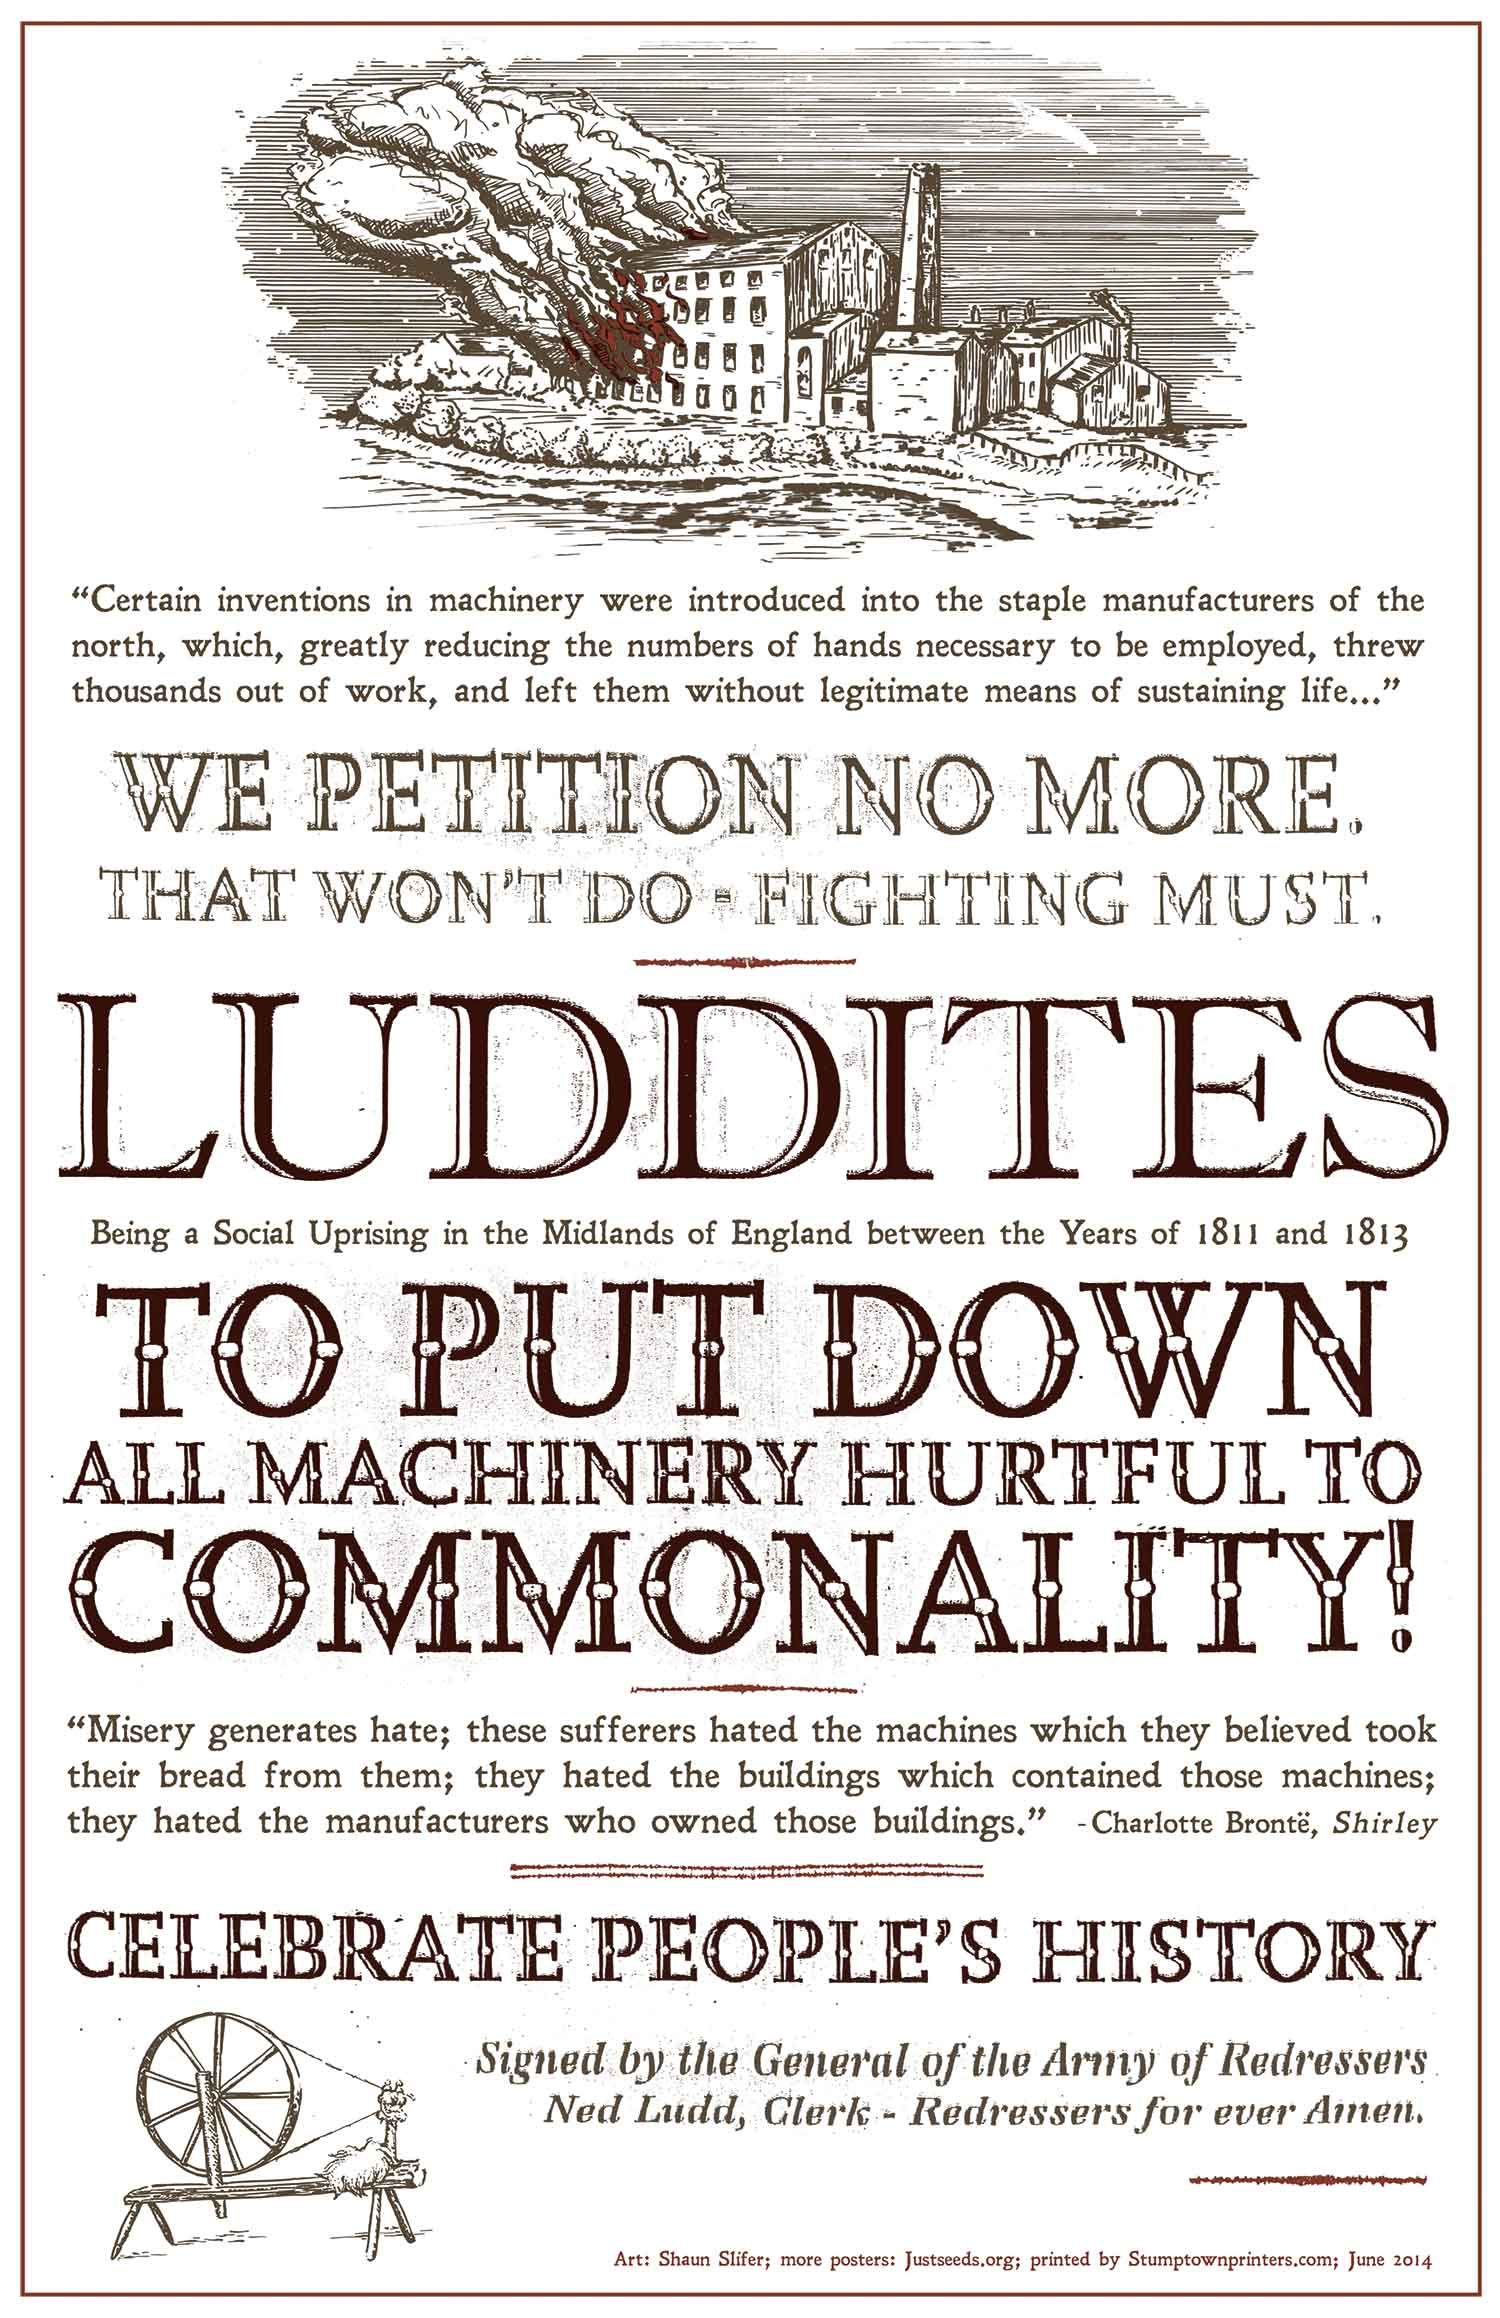 “Certain inventions in machinery were introduced into the staple manufacturers of the
north, which, greatly reducing the numbers of hands necessary to be employed, threw
thousands out of work, and left them without legitimate means of sustaining life...”
WE PETITION NO MORE.
THAT WON’T DO - FIGHTING MUST.
LUDDITES
Being a Social Uprising in the Midlands of England between the Years of 1811 and 1813
TO PUT DOWN
ALL MACHINERY HURTFUL TO
COMMONALITY!
“Misery generates hate; these sufferers hated the machines which they believed took
their bread from them; they hated the buildings which contained those machines;
they hated the manufacturers who owned those buildings.” -Charlotte Brontë, Shirley
CELEBRATE PEOPLE’S HISTORY
Signed by the General of the Army of Redressers
Ned Ludd, Clerk - Redressers for ever Amen.
Art: Shaun Slifer; more posters: Justseeds.org; printed by Stumptownprinters.com; June 2014